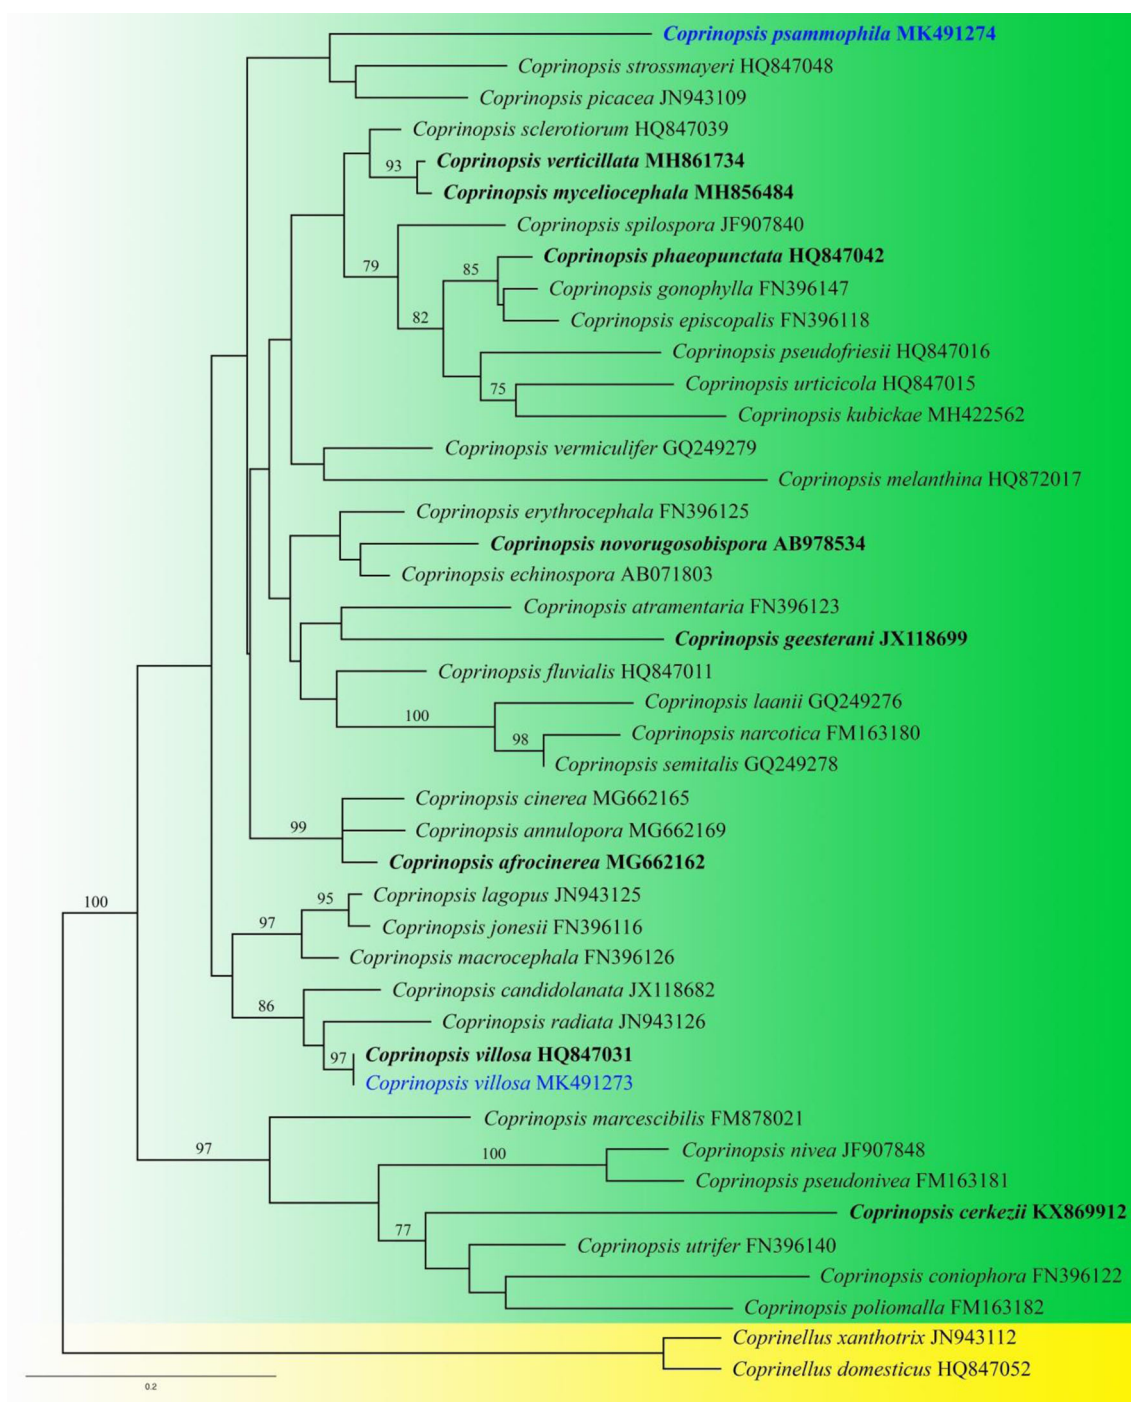 Coprinopsis psammophila MK491274
Coprinopsis strossmayeri HQ847048
Coprinopsis picacea JN943109
Coprinopsis sclerotiorum HQ847039
93
Coprinopsis verticillata MH861734
Coprinopsis myceliocephala MH856484
Coprinopsis spilospora JF907840
79
85
Coprinopsis phaeopunctata HQ847042
Coprinopsis gonophylla FN396147
82
Coprinopsis episcopalis FN396118
Coprinopsis pseudofriesii HQ847016
75
Coprinopsis urticicola HQ847015
Coprinopsis kubickae MH422562
Coprinopsis vermiculifer GQ249279
Coprinopsis melanthina HQ872017
Coprinopsis erythrocephala FN396125
Coprinopsis novorugosobispora AB978534
Coprinopsis echinospora AB071803
Coprinopsis atramentaria FN396123
Coprinopsis geesterani JX118699
Coprinopsis fluvialis HQ847011
Coprinopsis laanii GQ249276
100
Coprinopsis narcotica FM163180
98
Coprinopsis semitalis GQ249278
Coprinopsis cinerea MG662165
99
Coprinopsis annulopora MG662169
Coprinopsis afrocinerea MG662162
100
95
Coprinopsis lagopus JN943125
97
Coprinopsis jonesii FN396116
Coprinopsis macrocephala FN396126
Coprinopsis candidolanata JX118682
86
Coprinopsis radiata JN943126
97
Coprinopsis villosa HQ847031
Coprinopsis villosa MK491273
Coprinopsis marcescibilis FM878021
97
100
Coprinopsis nivea JF907848
Coprinopsis pseudonivea FM163181
Coprinopsis cerkezii KX869912
77
Coprinopsis utrifer FN396140
Coprinopsis coniophora FN396122
Coprinopsis poliomalla FM163182
Coprinellus xanthotrix JN943112
Coprinellus domesticus HQ847052
0.2